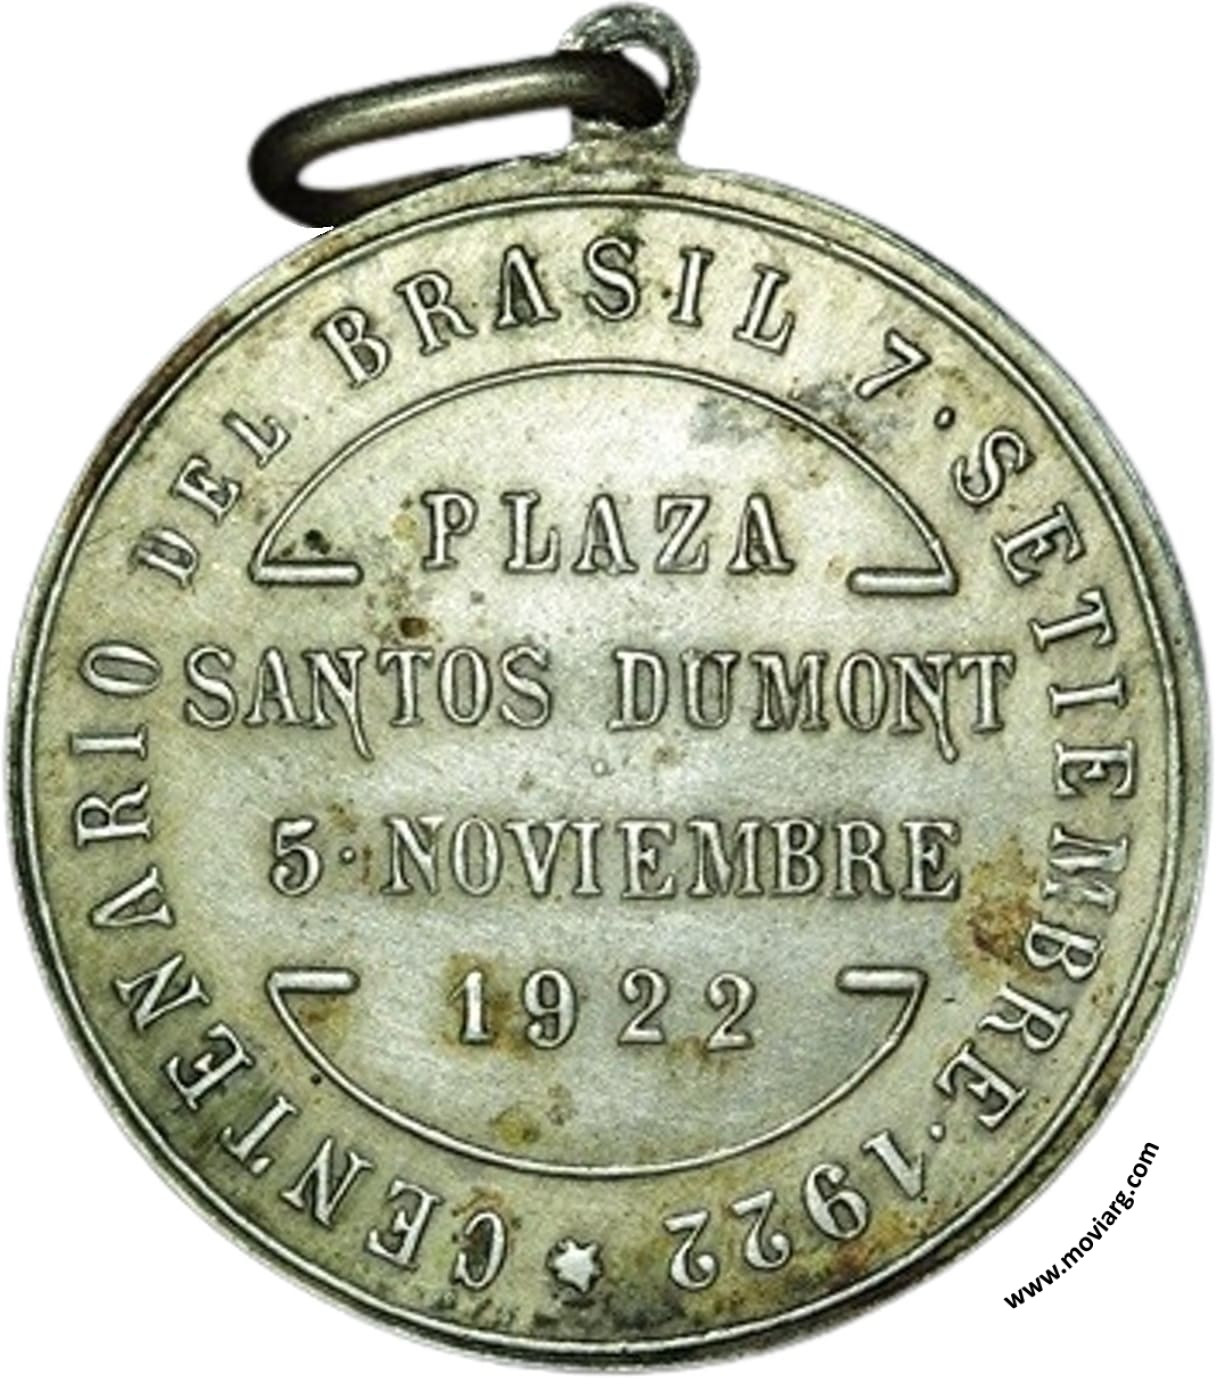 CENTENARIO DEL BRASIL 7·SETIEMBRE·1922
PLAZA
SANTOS DUMONT
5·NOVIEMBRE
1922
www.moviarg.com